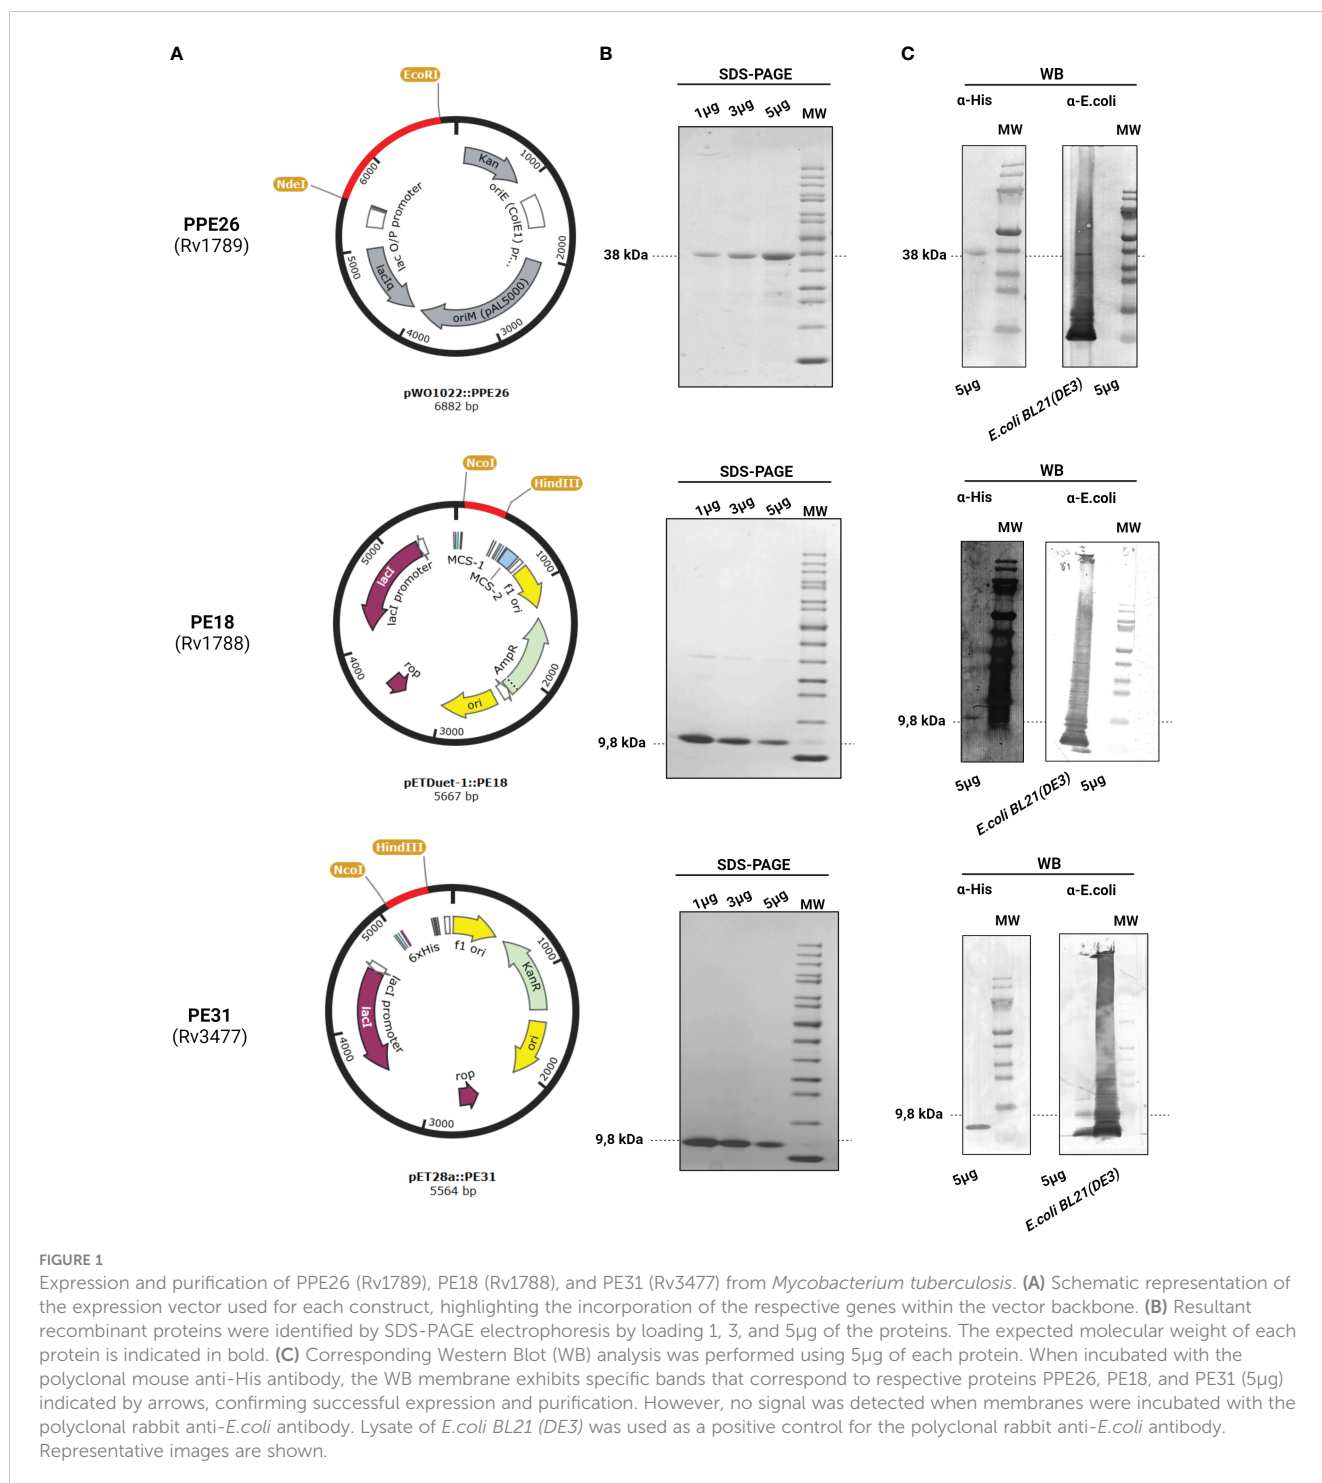 A
B
C
PPE26
(Rv1789)
EcoRI
NdeI
1000
2000
3000
4000
5000
6000
Kan
oriE (ColE1) pr...
oriM (pAL5000)
lacIq
lac O/P promoter
pWO1022::PPE26
6882 bp
SDS-PAGE
1µg 3µg 5µg MW
38 kDa
WB
α-His α-E.coli
MW MW
38 kDa
5µg E.coli BL21(DE3) 5µg
PE18
(Rv1788)
NcoI
HindIII
1000
2000
3000
4000
5000
MCS-1
MCS-2
f1 ori
AmpR
ori
rop
lacI
lacI promoter
pETDuet-1::PE18
5667 bp
SDS-PAGE
1µg 3µg 5µg MW
9,8 kDa
WB
α-His α-E.coli
MW MW
9,8 kDa
5µg E.coli BL21(DE3) 5µg
PE31
(Rv3477)
HindIII
NcoI
1000
2000
3000
4000
5000
6xHis
f1 ori
KanR
ori
rop
lacI
lacI promoter
pET28a::PE31
5564 bp
SDS-PAGE
1µg 3µg 5µg MW
9,8 kDa
WB
α-His α-E.coli
MW MW
9,8 kDa
5µg 5µg E.coli BL21(DE3)
FIGURE 1
Expression and purification of PPE26 (Rv1789), PE18 (Rv1788), and PE31 (Rv3477) from Mycobacterium tuberculosis. (A) Schematic representation of
the expression vector used for each construct, highlighting the incorporation of the respective genes within the vector backbone. (B) Resultant
recombinant proteins were identified by SDS-PAGE electrophoresis by loading 1, 3, and 5µg of the proteins. The expected molecular weight of each
protein is indicated in bold. (C) Corresponding Western Blot (WB) analysis was performed using 5µg of each protein. When incubated with the
polyclonal mouse anti-His antibody, the WB membrane exhibits specific bands that correspond to respective proteins PPE26, PE18, and PE31 (5µg)
indicated by arrows, confirming successful expression and purification. However, no signal was detected when membranes were incubated with the
polyclonal rabbit anti-E.coli antibody. Lysate of E.coli BL21 (DE3) was used as a positive control for the polyclonal rabbit anti-E.coli antibody.
Representative images are shown.